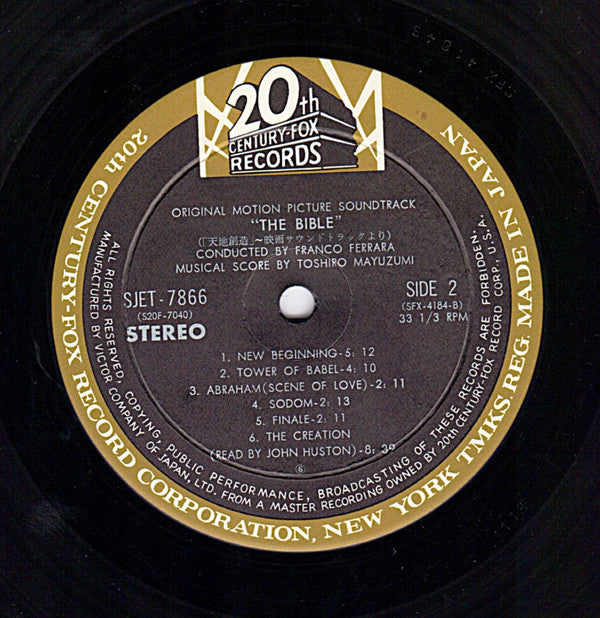 20th
CENTURY-FOX
RECORDS
ORIGINAL MOTION PICTURE SOUNDTRACK
"THE BIBLE"
(「天地創造」〜映画サウンドトラックより)
CONDUCTED BY FRANCO FERRARA
MUSICAL SCORE BY TOSHIRO MAYUZUMI
SJET-7866
(S20F-7040)
STEREO
SIDE 2
(SFX-4184-B)
33 1/3 RPM
1. NEW BEGINNING-5: 12
2. TOWER OF BABEL-4: 10
3. ABRAHAM(SCENE OF LOVE)-2: 11
4. SODOM-2: 13
5. FINALE-2: 11
6. THE CREATION
(READ BY JOHN HUSTON)-8: 39
⑥
ALL RIGHTS RESERVED, COPYING, PUBLIC PERFORMANCE, BROADCASTING OF THESE RECORDS ARE FORBIDDEN.
MANUFACTURED BY VICTOR COMPANY OF JAPAN, LTD. FROM A MASTER RECORDING OWNED BY 20th CENTURY-FOX RECORD CORP., U.S.A.
20th CENTURY-FOX RECORD CORPORATION, NEW YORK TMKS. REG. MADE IN JAPAN